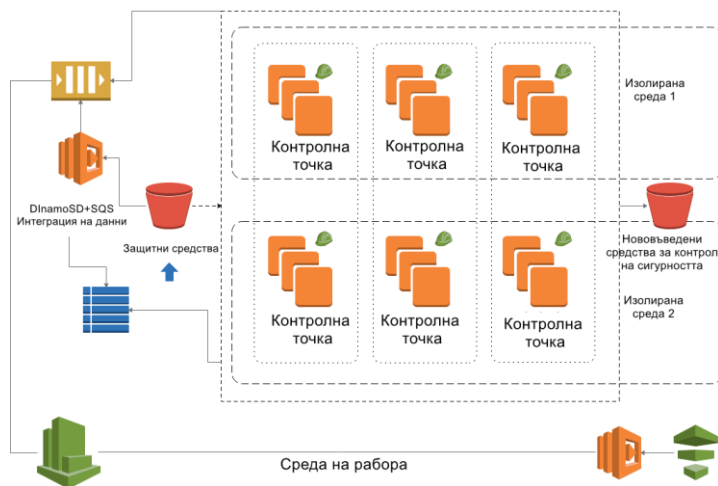 Изолирана
среда 1
Контролна
точка
Контролна
точка
Контролна
точка
DInamoSD+SQS
Интеграция на данни
Защитни средства
Нововъведени
средства за контрол
на сигурността
Изолирана
среда 2
Контролна
точка
Контролна
точка
Контролна
точка
Среда на рабора